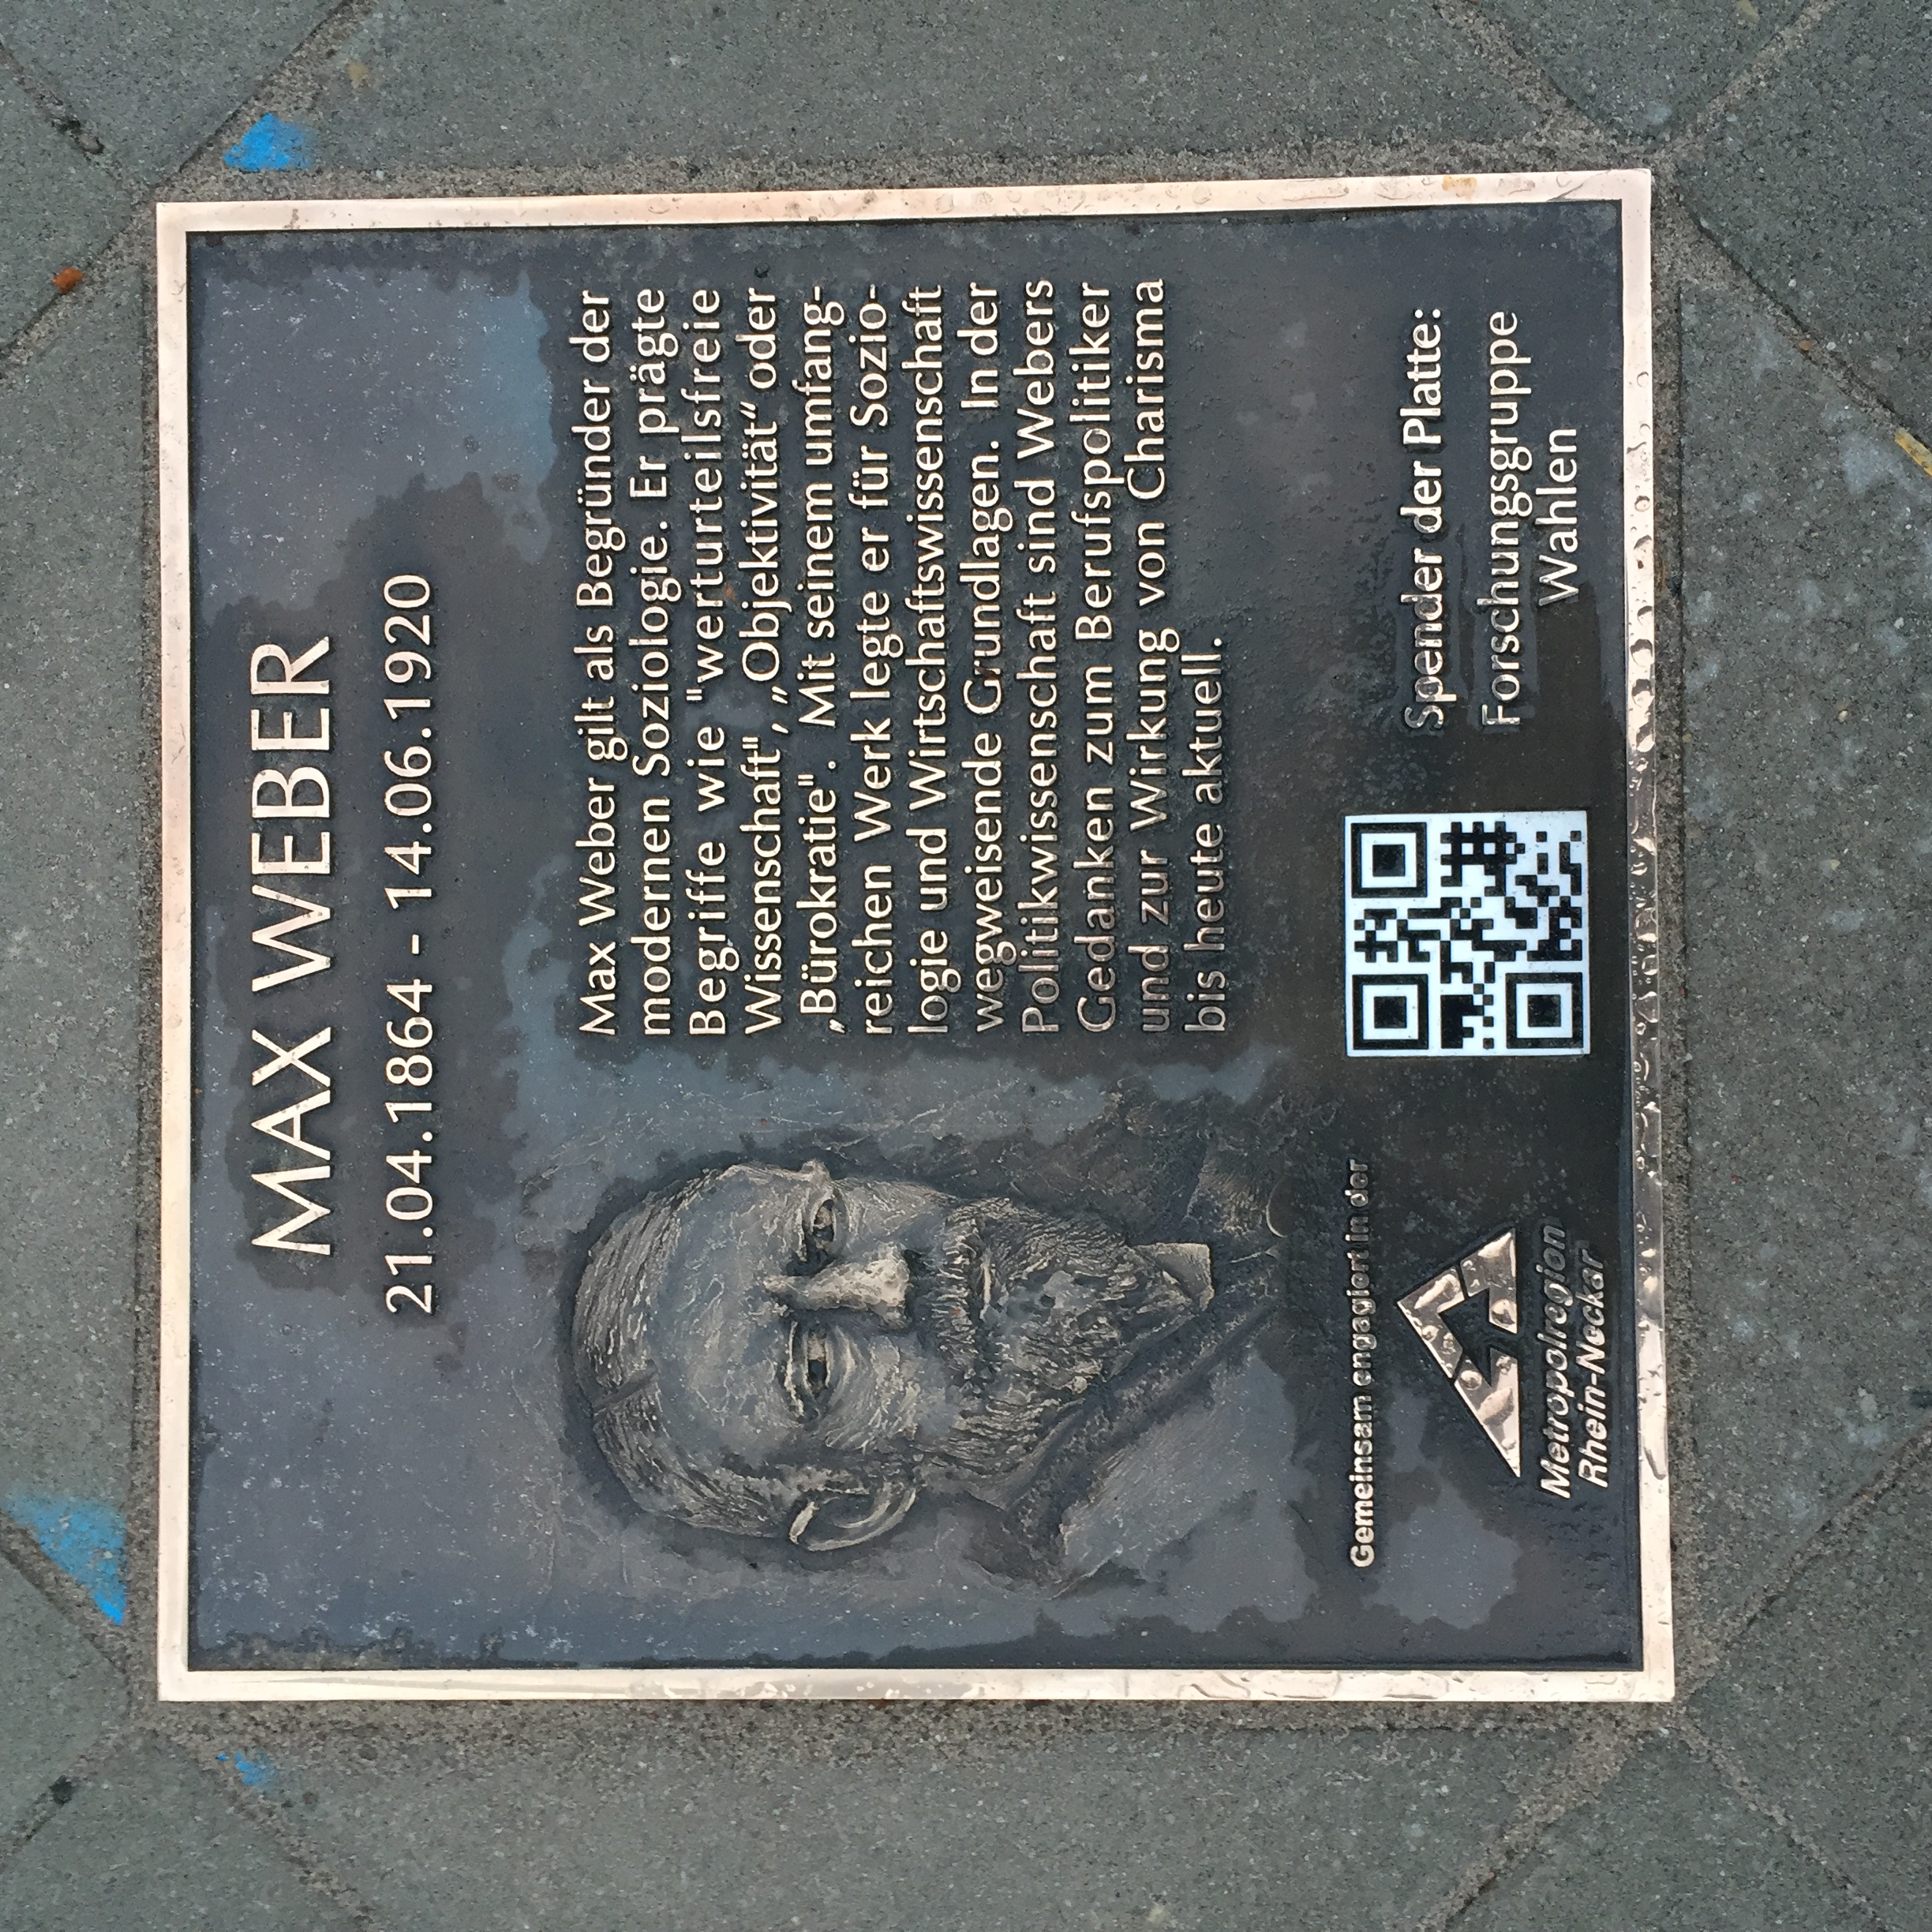 MAX WEBER
21.04.1864 - 14.06.1920
Max Weber gilt als Begründer der
modernen Soziologie. Er prägte
Begriffe wie "werturteilsfreie
Wissenschaft", „Objektivität“ oder
„Bürokratie". Mit seinem umfang-
reichen Werk legte er für Sozio-
logie und Wirtschaftswissenschaft
wegweisende Grundlagen. In der
Politikwissenschaft sind Webers
Gedanken zum Berufspolitiker
und zur Wirkung von Charisma
bis heute aktuell.
Gemeinsam engagiert in der
Metropolregion
Rhein-Neckar
Spender der Platte:
Forschungsgruppe
Wahlen